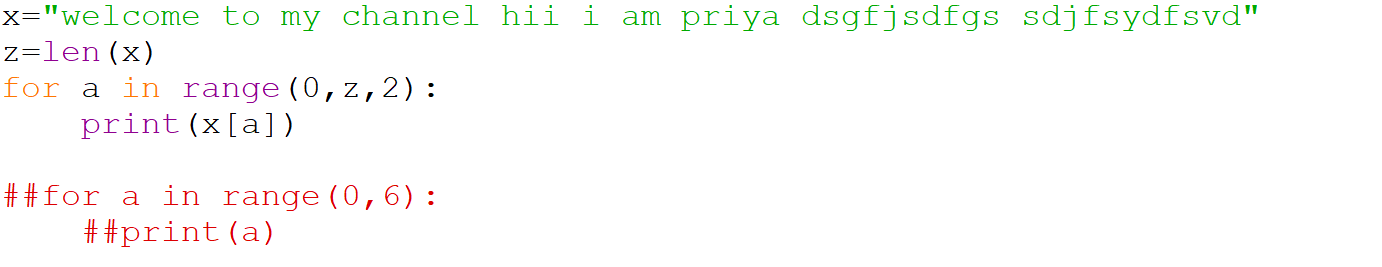 x="welcome to my channel hii i am priya dsgfjsdfgs sdjfsydfsvd"
z=len(x)
for a in range(0,z,2):
    print(x[a])

##for a in range(0,6):
    ##print(a)